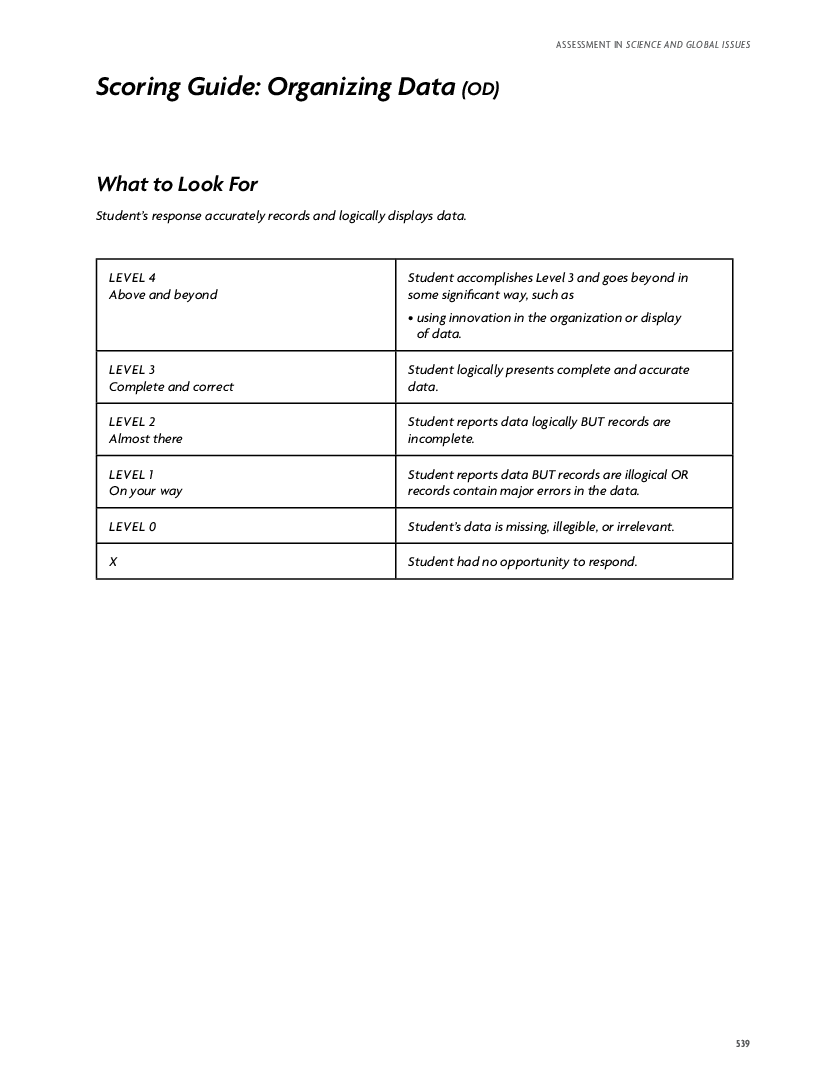 ASSESSMENT IN SCIENCE AND GLOBAL ISSUES
Scoring Guide: Organizing Data (OD)
What to Look For
Student's response accurately records and logically displays data.
LEVEL 4
Above and beyond
Student accomplishes Level 3 and goes beyond in
some significant way, such as
• using innovation in the organization or display
of data.
LEVEL 3
Complete and correct
Student logically presents complete and accurate
data.
LEVEL 2
Almost there
Student reports data logically BUT records are
incomplete.
LEVEL 1
On your way
Student reports data BUT records are illogical OR
records contain major errors in the data.
LEVEL 0
Student's data is missing, illegible, or irrelevant.
X
Student had no opportunity to respond.
539